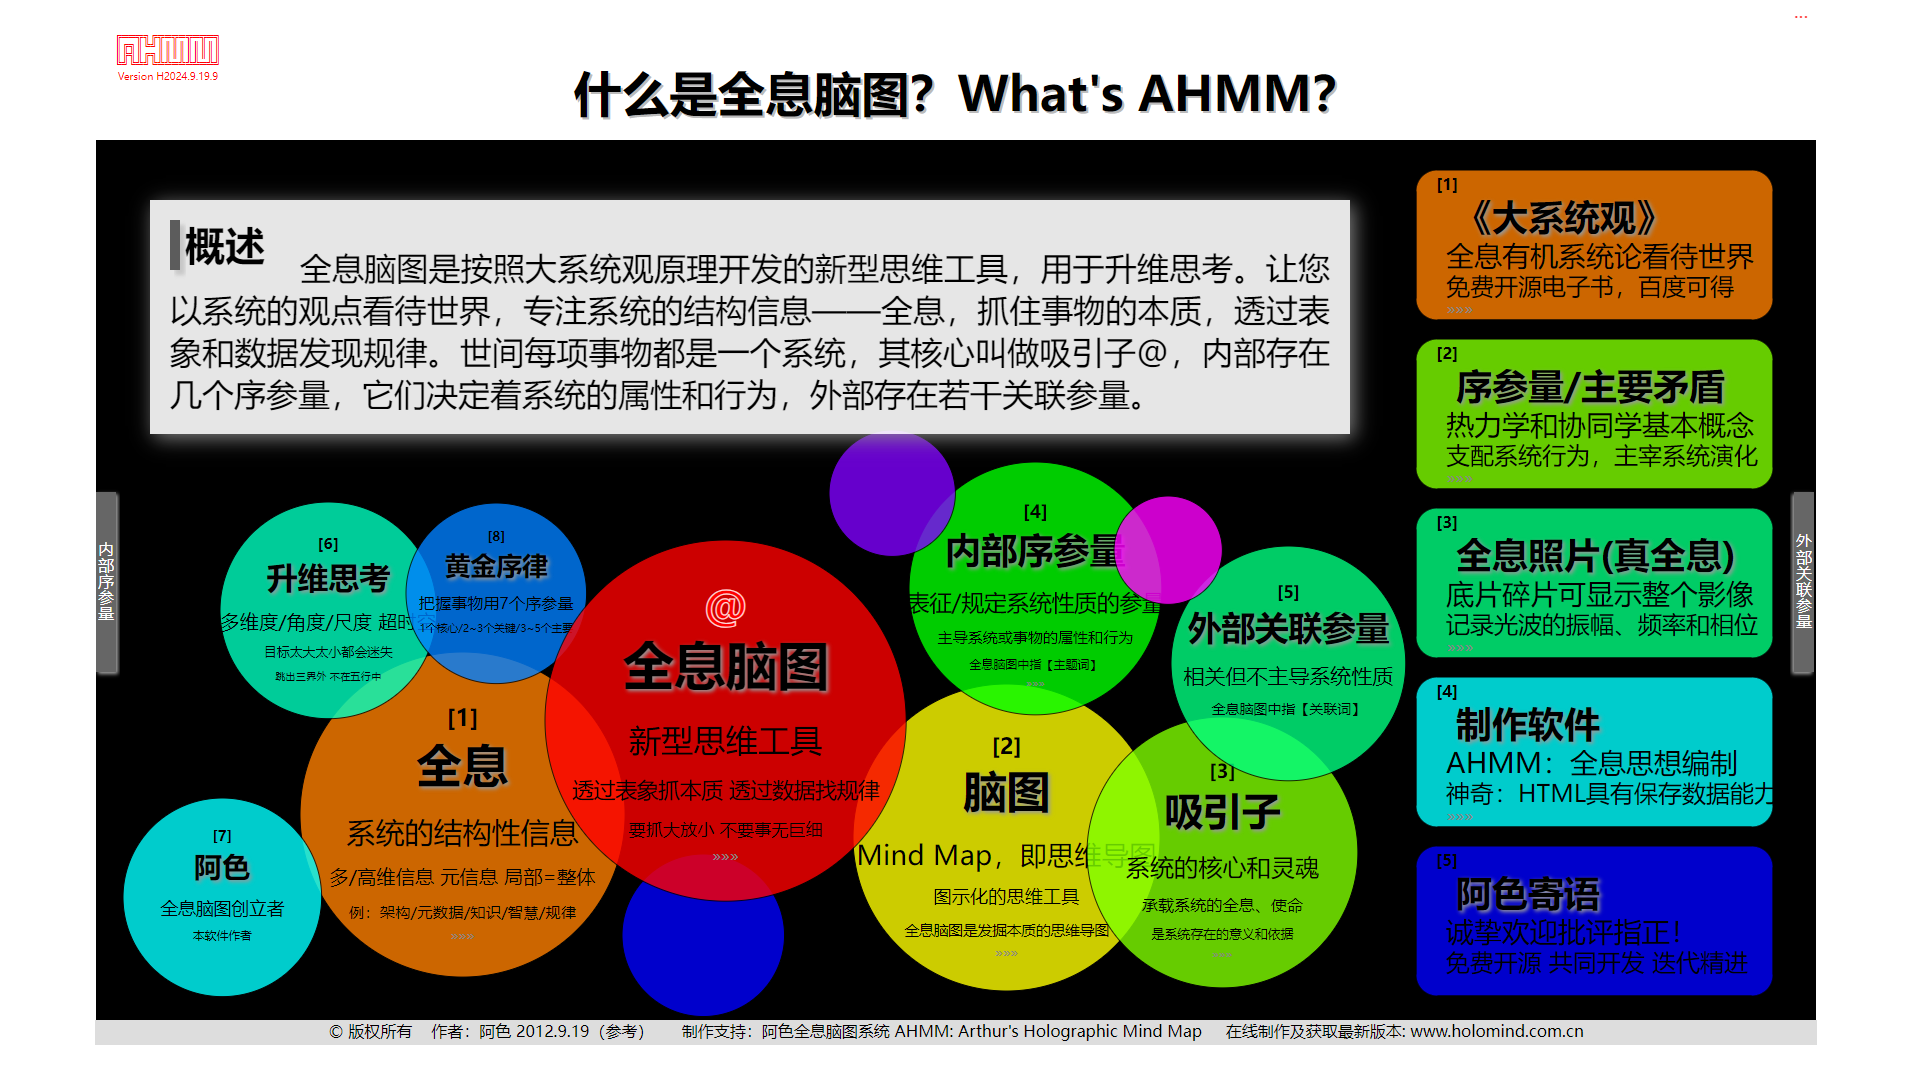 ...
AHMM
Version H2024.9.19.9
什么是全息脑图？What's AHMM？
概述
全息脑图是按照大系统观原理开发的新型思维工具，用于升维思考。让您
以系统的观点看待世界，专注系统的结构信息——全息，抓住事物的本质，透过表
象和数据发现规律。世间每项事物都是一个系统，其核心叫做吸引子@，内部存在
几个序参量，它们决定着系统的属性和行为，外部存在若干关联参量。
内部序参量
[6]
升维思考
多维度/角度/尺度 超时空
目标太大太小都会迷失
跳出三界外 不在五行中
[8]
黄金序律
把握事物用7个序参量
1个核心/2~3个关键/3~5个主要
@
全息脑图
新型思维工具
透过表象抓本质 透过数据找规律
要抓大放小 不要事无巨细
»»»
[1]
全息
系统的结构性信息
多/高维信息 元信息 局部=整体
例：架构/元数据/知识/智慧/规律
»»»
[7]
阿色
全息脑图创立者
本软件作者
[4]
内部序参量
表征/规定系统性质的参量
主导系统或事物的属性和行为
全息脑图中指【主题词】
»»»
[5]
外部关联参量
相关但不主导系统性质
全息脑图中指【关联词】
[2]
脑图
Mind Map，即思维导图
图示化的思维工具
全息脑图是发掘本质的思维导图
»»»
[3]
吸引子
系统的核心和灵魂
承载系统的全息、使命
是系统存在的意义和依据
»»»
[1]
《大系统观》
全息有机系统论看待世界
免费开源电子书，百度可得
»»»
[2]
序参量/主要矛盾
热力学和协同学基本概念
支配系统行为，主宰系统演化
»»»
[3]
全息照片(真全息)
底片碎片可显示整个影像
记录光波的振幅、频率和相位
»»»
[4]
制作软件
AHMM：全息思想编制
神奇：HTML具有保存数据能力
»»»
[5]
阿色寄语
诚挚欢迎批评指正！
免费开源 共同开发 迭代精进
外部关联参量
© 版权所有 作者：阿色 2012.9.19（参考） 制作支持：阿色全息脑图系统 AHMM: Arthur's Holographic Mind Map 在线制作及获取最新版本: www.holomind.com.cn